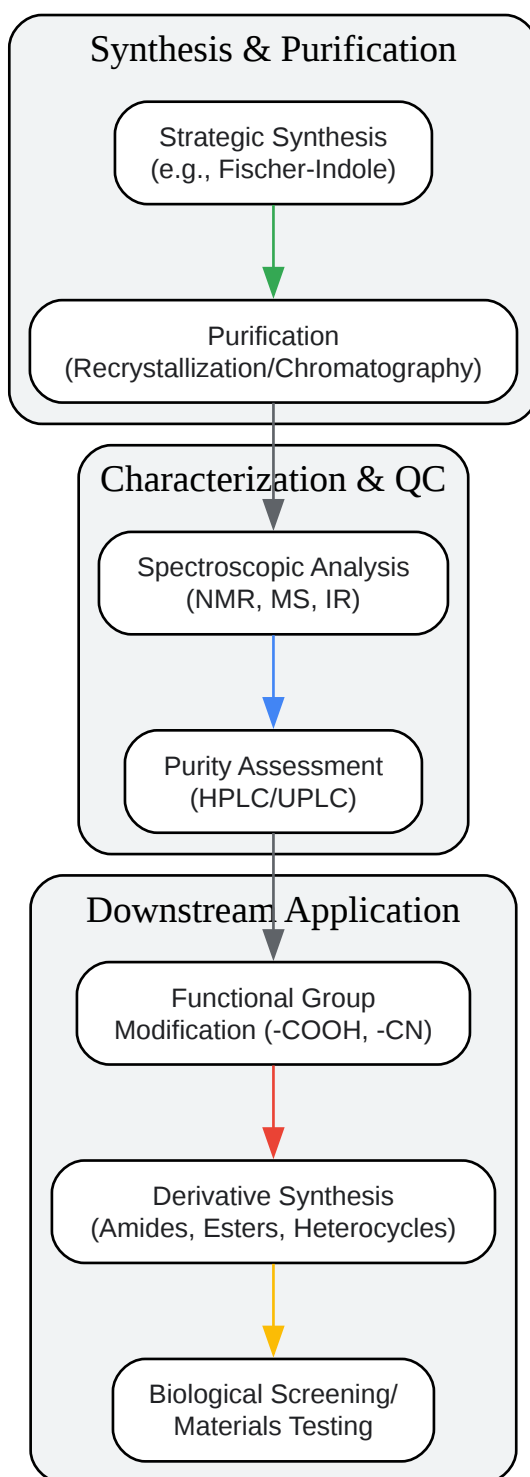 Synthesis & Purification
Strategic Synthesis
(e.g., Fischer-Indole)
Purification
(Recrystallization/Chromatography)
Characterization & QC
Spectroscopic Analysis
(NMR, MS, IR)
Purity Assessment
(HPLC/UPLC)
Downstream Application
Functional Group
Modification (-COOH, -CN)
Derivative Synthesis
(Amides, Esters, Heterocycles)
Biological Screening/
Materials Testing